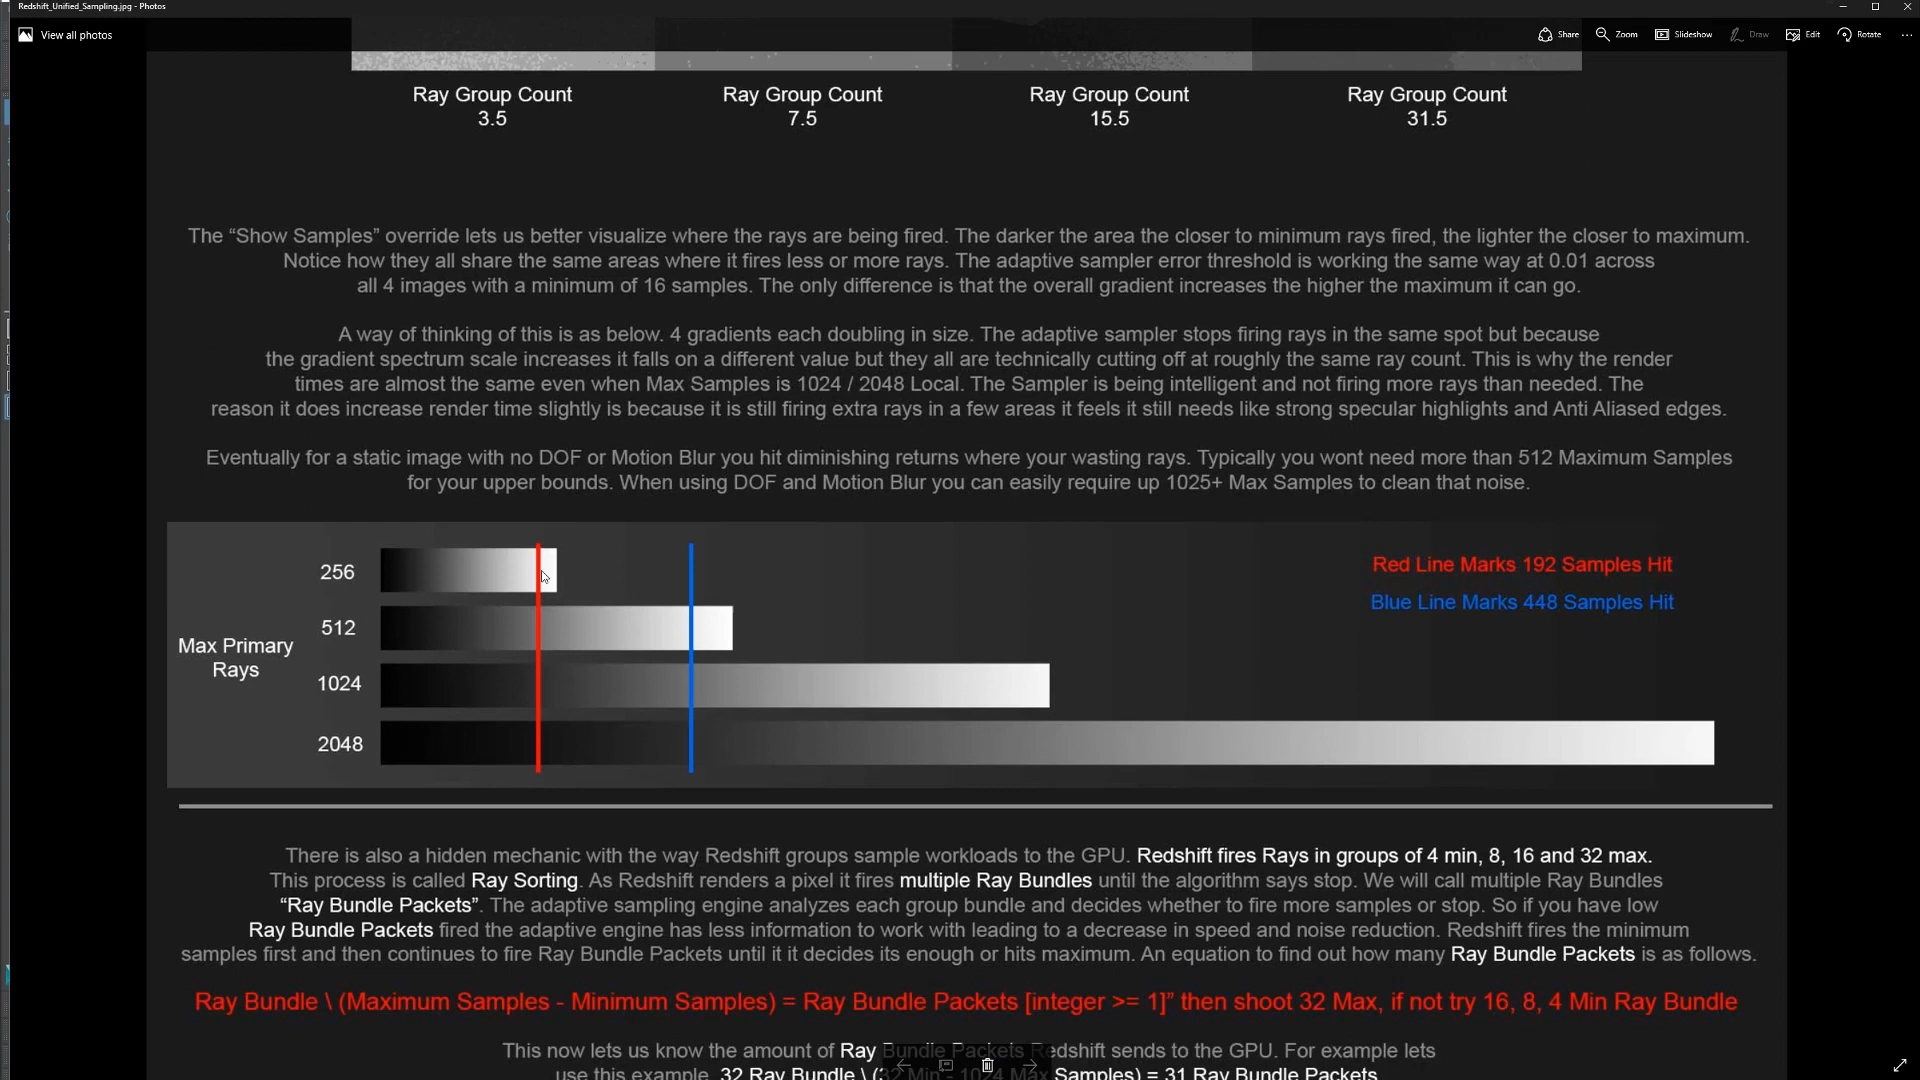 Redshift_Unified_Sampling.jpg - Photos
View all photos
Share
Zoom
Slideshow
Draw
Edit
Rotate
Ray Group Count
3.5
Ray Group Count
7.5
Ray Group Count
15.5
Ray Group Count
31.5
The “Show Samples” override lets us better visualize where the rays are being fired. The darker the area the closer to minimum rays fired, the lighter the closer to maximum.
Notice how they all share the same areas where it fires less or more rays. The adaptive sampler error threshold is working the same way at 0.01 across
all 4 images with a minimum of 16 samples. The only difference is that the overall gradient increases the higher the maximum it can go.
A way of thinking of this is as below. 4 gradients each doubling in size. The adaptive sampler stops firing rays in the same spot but because
the gradient spectrum scale increases it falls on a different value but they all are technically cutting off at roughly the same ray count. This is why the render
times are almost the same even when Max Samples is 1024 / 2048 Local. The Sampler is being intelligent and not firing more rays than needed. The
reason it does increase render time slightly is because it is still firing extra rays in a few areas it feels it still needs like strong specular highlights and Anti Aliased edges.
Eventually for a static image with no DOF or Motion Blur you hit diminishing returns where your wasting rays. Typically you wont need more than 512 Maximum Samples
for your upper bounds. When using DOF and Motion Blur you can easily require up 1025+ Max Samples to clean that noise.
Max Primary
Rays
256
512
1024
2048
Red Line Marks 192 Samples Hit
Blue Line Marks 448 Samples Hit
There is also a hidden mechanic with the way Redshift groups sample workloads to the GPU. Redshift fires Rays in groups of 4 min, 8, 16 and 32 max.
This process is called Ray Sorting. As Redshift renders a pixel it fires multiple Ray Bundles until the algorithm says stop. We will call multiple Ray Bundles
“Ray Bundle Packets”. The adaptive sampling engine analyzes each group bundle and decides whether to fire more samples or stop. So if you have low
Ray Bundle Packets fired the adaptive engine has less information to work with leading to a decrease in speed and noise reduction. Redshift fires the minimum
samples first and then continues to fire Ray Bundle Packets until it it decides its enough or hits maximum. An equation to find out how many Ray Bundle Packets is as follows.
Ray Bundle \ (Maximum Samples - Minimum Samples) = Ray Bundle Packets [integer >= 1]” then shoot 32 Max, if not try 16, 8, 4 Min Ray Bundle
This now lets us know the amount of Ray Bundle Packets Redshift sends to the GPU. For example lets
use this example. 32 Ray Bundle \ (32 Min - 1024 Max Samples) = 31 Ray Bundle Packets